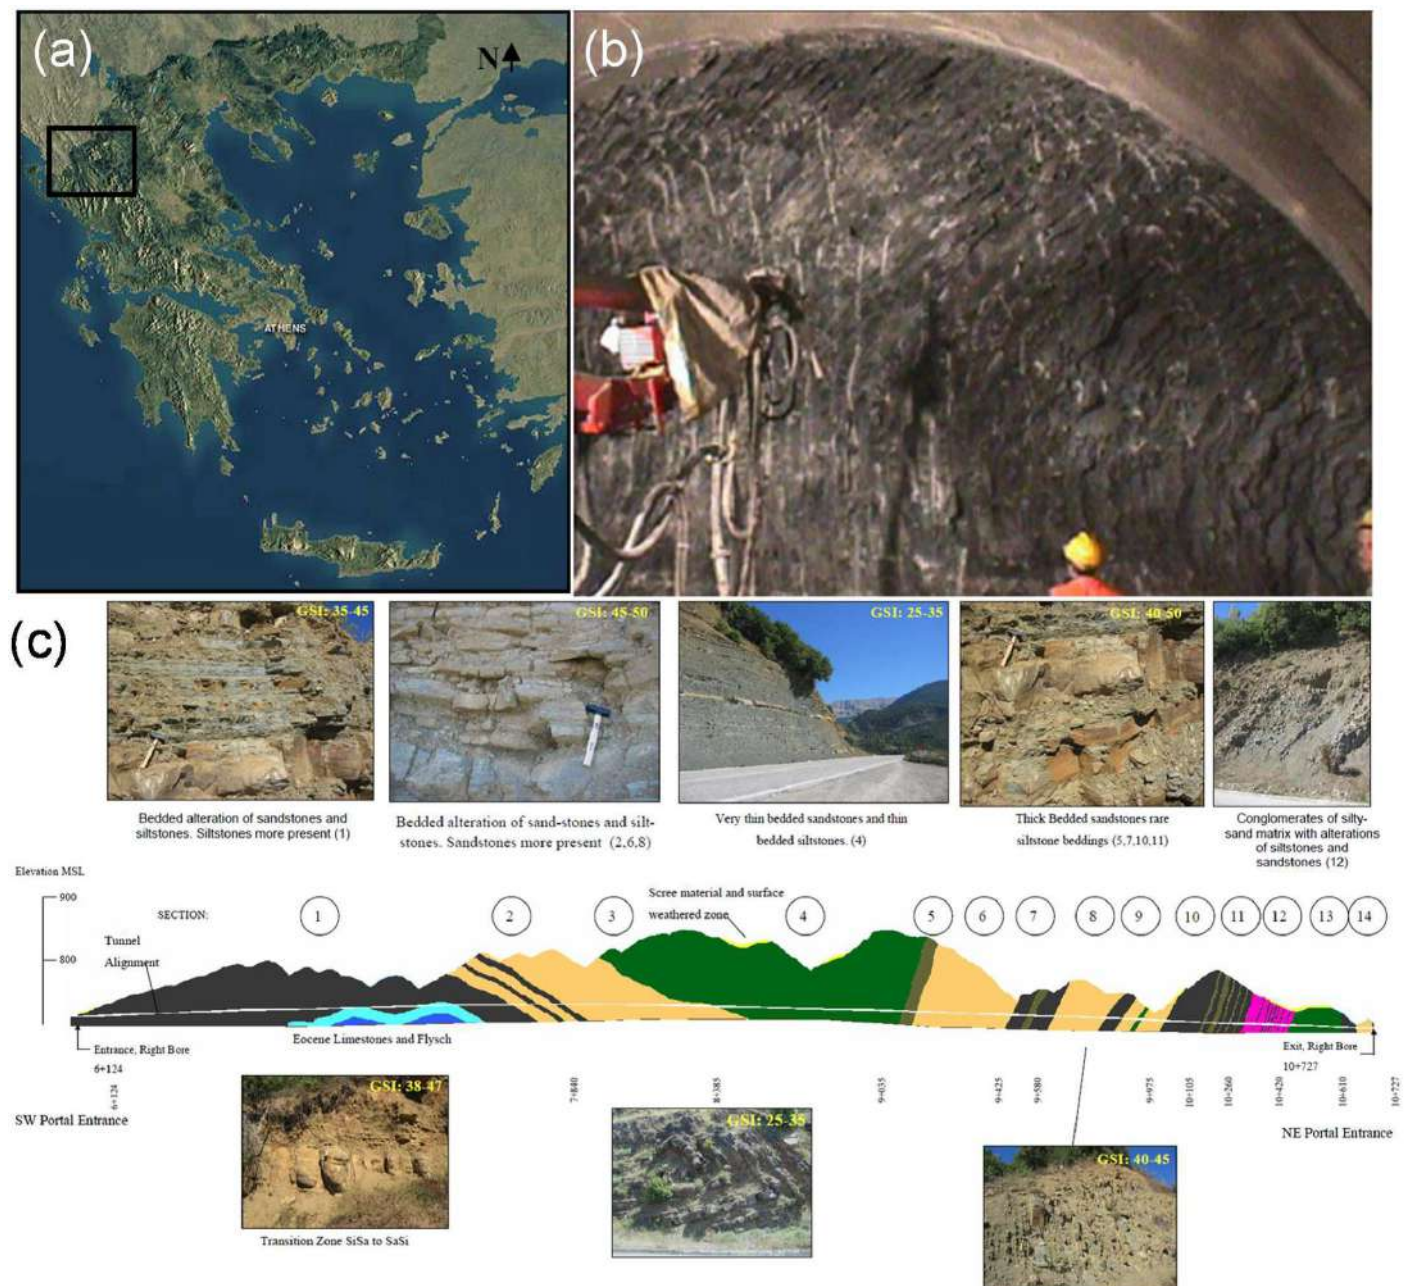 (a)
N
ATHENS
(b)
(c)
GSI: 35-45
GSI: 45-50
GSI: 25-35
GSI: 40-50
Bedded alteration of sandstones and
siltstones. Siltstones more present (1)
Bedded alteration of sand-stones and silt-
stones. Sandstones more present (2,6,8)
Very thin bedded sandstones and thin
bedded siltstones. (4)
Thick Bedded sandstones rare
siltstone beddings (5,7,10,11)
Conglomerates of silty-
sand matrix with alterations
of siltstones and
sandstones (12)
Elevation MSL
900
800
SECTION:
1
2
3
4
5
6
7
8
9
10
11
12
13
14
Scree material and surface
weathered zone
Tunnel
Alignment
Eocene Limestones and Flysch
Entrance, Right Bore
6+124
Exit, Right Bore
10+727
6+124
7+840
8+385
9+035
9+425
9+580
9+975
10+105
10+260
10+420
10+610
10+727
SW Portal Entrance
NE Portal Entrance
GSI: 38-47
Transition Zone SiSa to SaSi
GSI: 25-35
GSI: 40-45